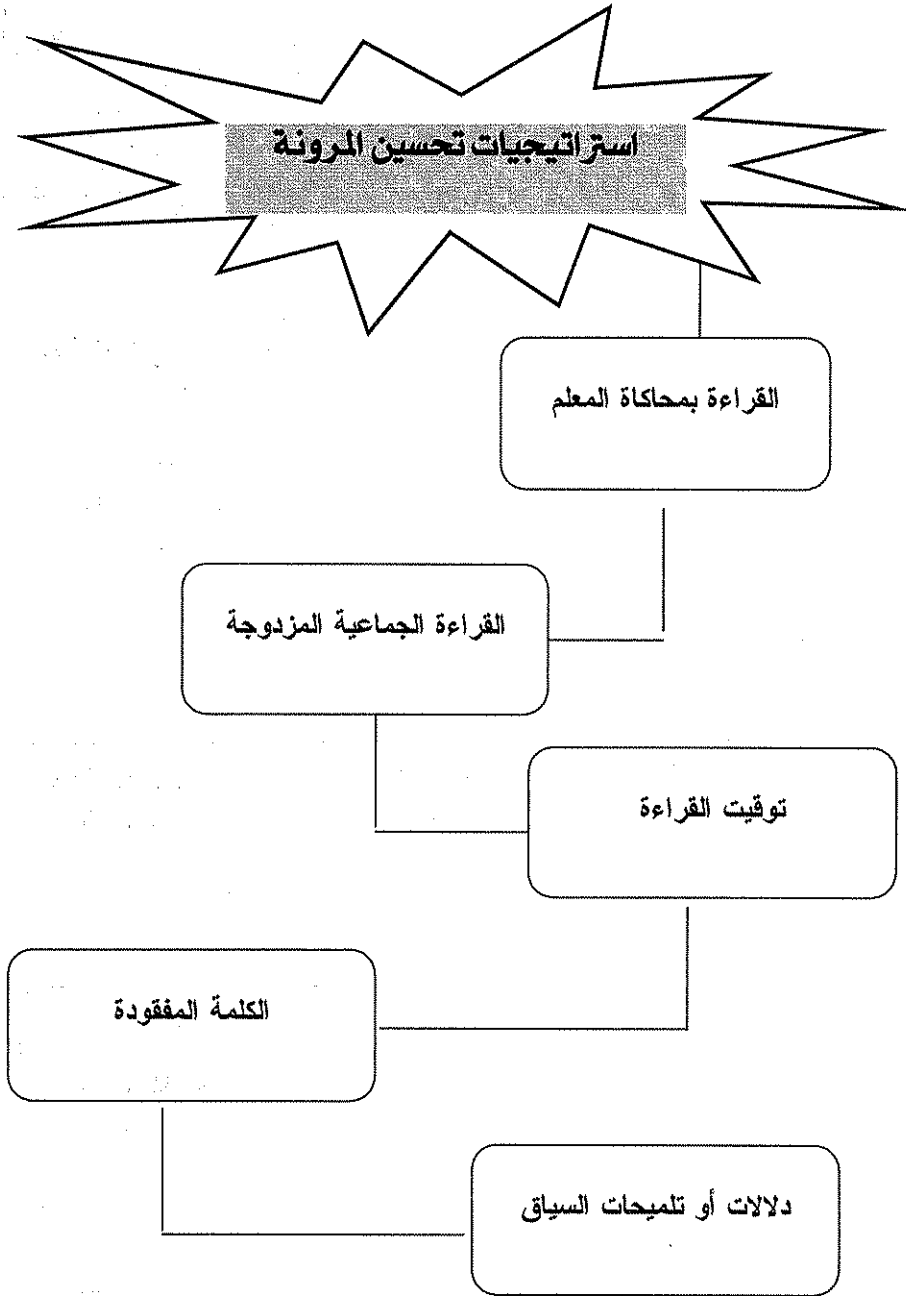 استراتيجيات تحسين المرونة
القراءة بمحاكاة المعلم
القراءة الجماعية المزدوجة
توقيت القراءة
الكلمة المفقودة
دلالات أو تلميحات السياق